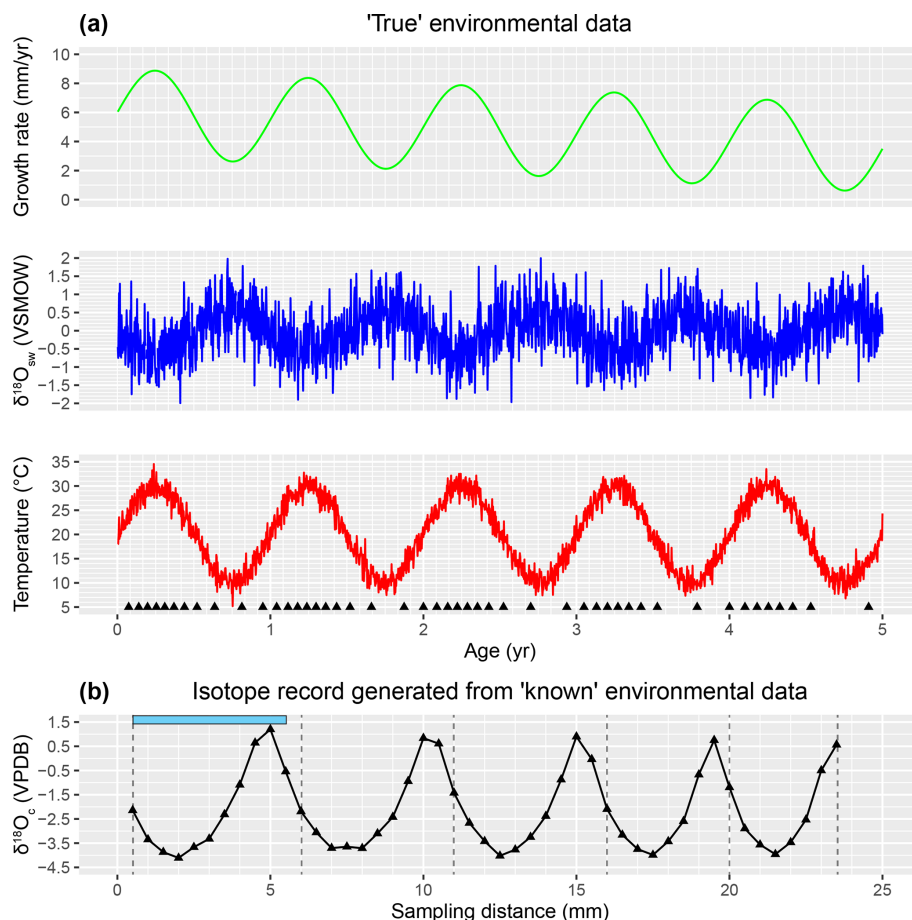 (a) 'True' environmental data
Growth rate (mm/yr)
10
8
6
4
2
0
δ¹⁸Osw (VSMOW)
2
1.5
1
0.5
0
−0.5
−1
−1.5
−2
Temperature (°C)
35
30
25
20
15
10
5
0 1 2 3 4 5
Age (yr)
(b) Isotope record generated from 'known' environmental data
δ¹⁸Oc (VPDB)
1.5
0.5
−0.5
−1.5
−2.5
−3.5
−4.5
0 5 10 15 20 25
Sampling distance (mm)